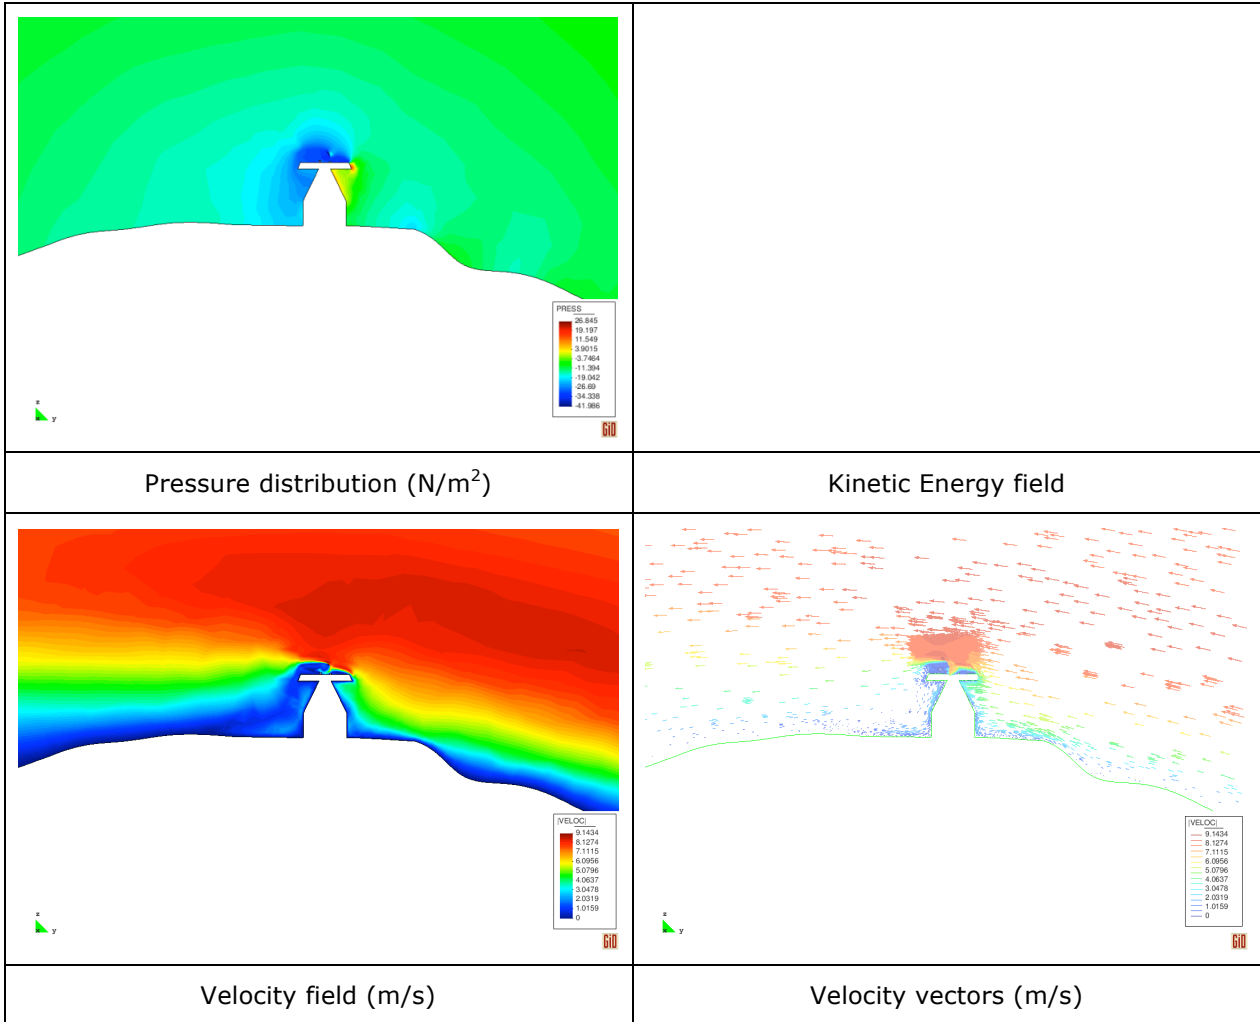 PRESS
26.845
19.197
11.549
3.9015
-3.7464
-11.394
-19.042
-26.69
-34.338
-41.986
z
x y
GiD
Pressure distribution (N/m²)
Kinetic Energy field
|VELOC|
9.1434
8.1274
7.1115
6.0956
5.0796
4.0637
3.0478
2.0319
1.0159
0
z
x y
GiD
|VELOC|
9.1434
8.1274
7.1115
6.0956
5.0796
4.0637
3.0478
2.0319
1.0159
0
z
x y
GiD
Velocity field (m/s)
Velocity vectors (m/s)